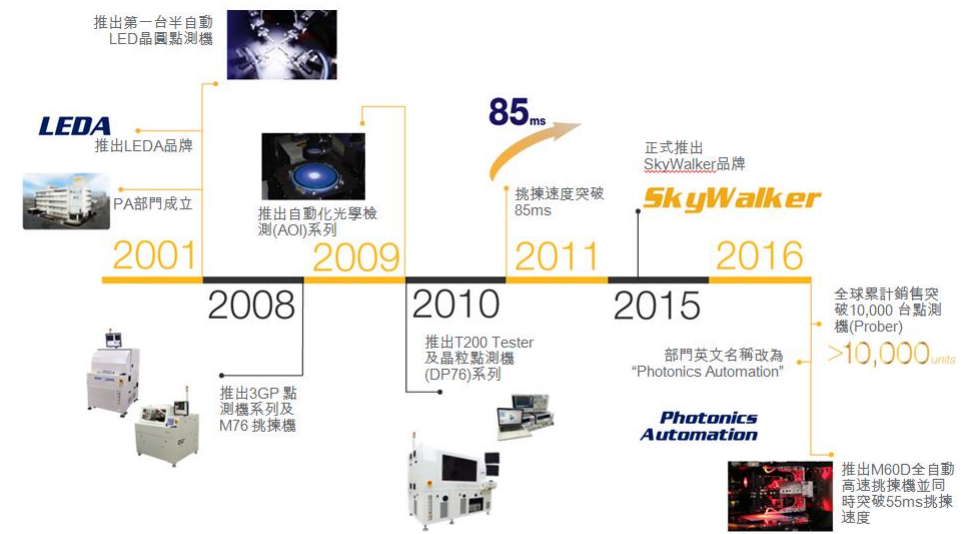 推出第一台半自動
LED晶圓點測機
LEDA
推出LEDA品牌
PA部門成立
2001
2008
推出3GP 點
測機系列及
M76 挑揀機
推出自動化光學檢
測(AOI)系列
2009
2010
推出T200 Tester
及晶粒點測機
(DP76)系列
85ms
挑揀速度突破
85ms
2011
正式推出
SkyWalker品牌
SkyWalker
2015
2016
全球累計銷售突
破10,000 台點測
機(Prober)
>10,000units
部門英文名稱改為
“Photonics Automation”
Photonics
Automation
推出M60D全自動
高速挑揀機並同
時突破55ms挑揀
速度